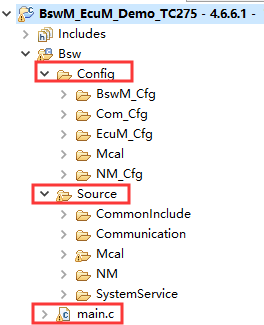 BswM_EcuM_Demo_TC275 - 4.6.6.1 -
Includes
Bsw
Config
BswM_Cfg
Com_Cfg
EcuM_Cfg
Mcal
NM_Cfg
Source
CommonInclude
Communication
Mcal
NM
SystemService
main.c